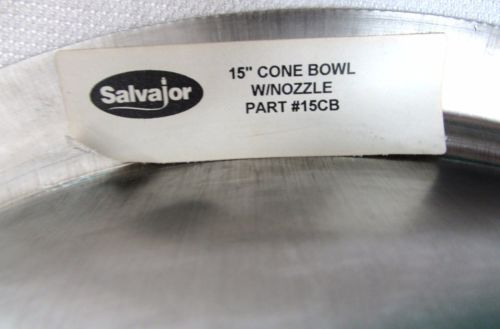 Salvajor
15" CONE BOWL
W/NOZZLE
PART #15CB